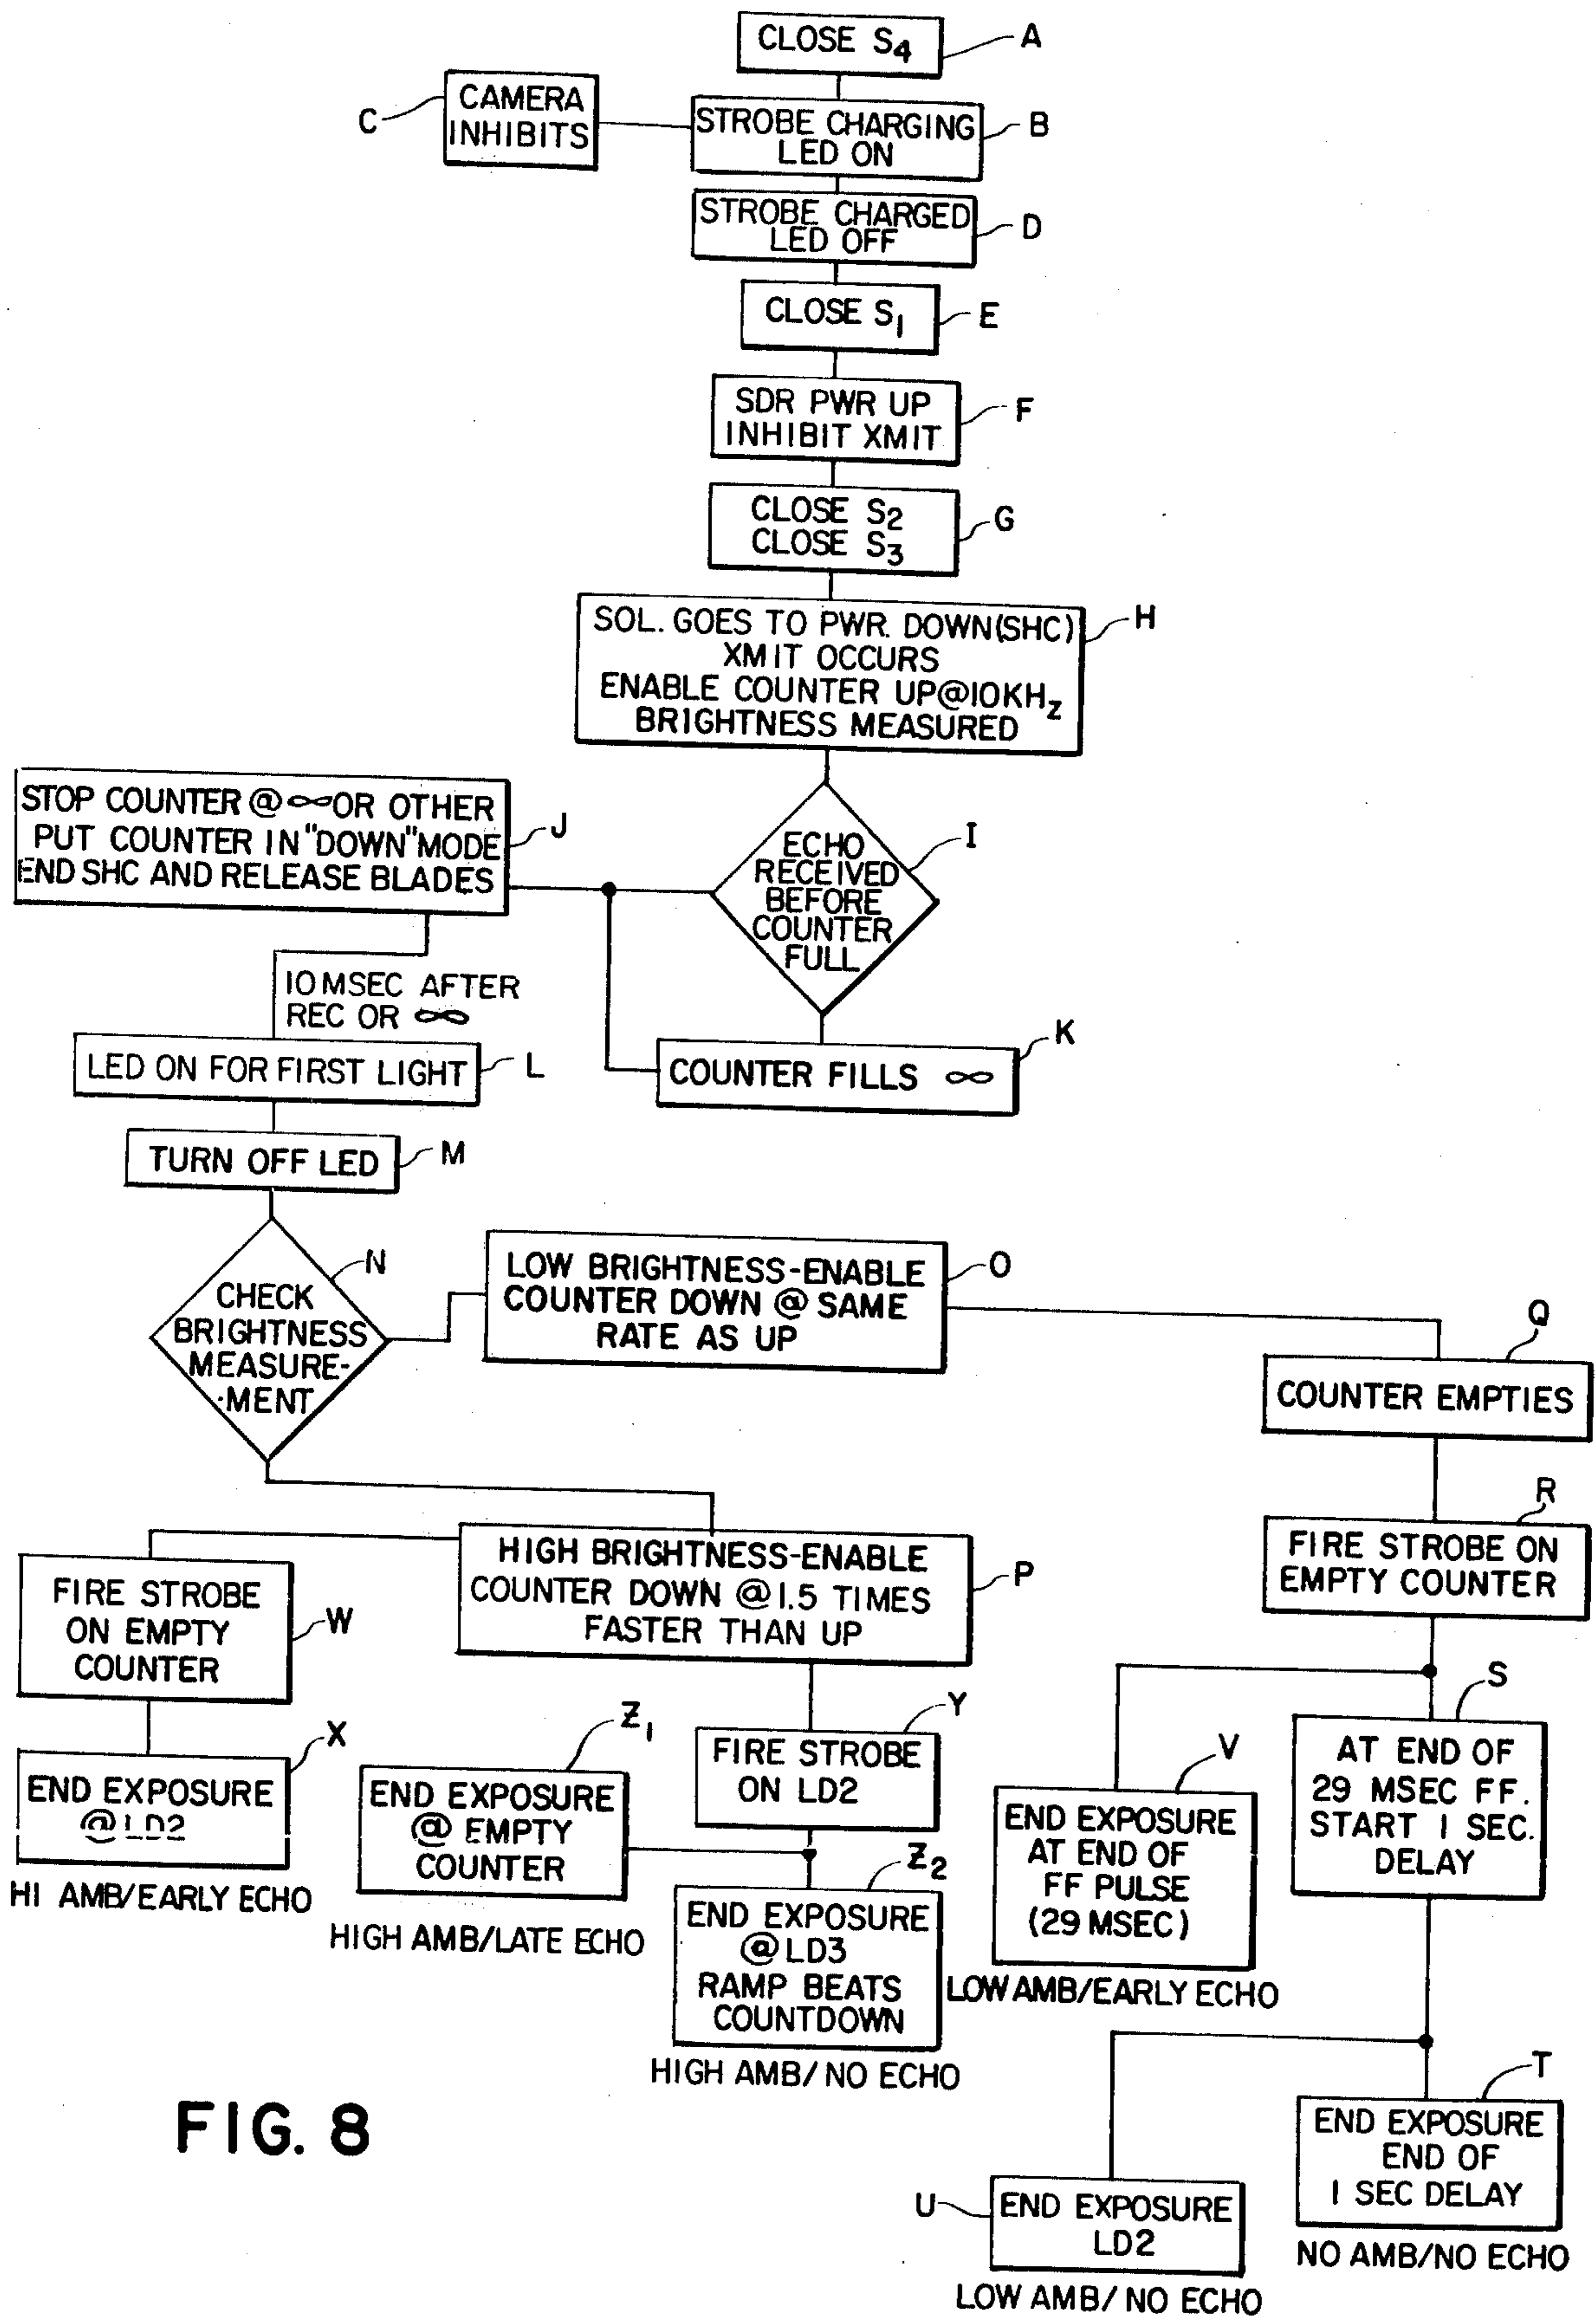 CLOSE S4
A
CAMERA
INHIBITS
C
STROBE CHARGING
LED ON
B
STROBE CHARGED
LED OFF
D
CLOSE S1
E
SDR PWR UP
INHIBIT XMIT
F
CLOSE S2
CLOSE S3
G
SOL. GOES TO PWR. DOWN(SHC)
XMIT OCCURS
ENABLE COUNTER UP@10KHz
BRIGHTNESS MEASURED
H
STOP COUNTER @ ∞ OR OTHER
PUT COUNTER IN "DOWN" MODE
END SHC AND RELEASE BLADES
J
ECHO
RECEIVED
BEFORE
COUNTER
FULL
I
10 MSEC AFTER
REC OR ∞
COUNTER FILLS ∞
K
LED ON FOR FIRST LIGHT
L
TURN OFF LED
M
CHECK
BRIGHTNESS
MEASURE-
-MENT
N
LOW BRIGHTNESS-ENABLE
COUNTER DOWN @ SAME
RATE AS UP
O
COUNTER EMPTIES
Q
FIRE STROBE ON
EMPTY COUNTER
R
HIGH BRIGHTNESS-ENABLE
COUNTER DOWN @ 1.5 TIMES
FASTER THAN UP
P
FIRE STROBE
ON EMPTY
COUNTER
W
END EXPOSURE
@ LD2
X
HI AMB/EARLY ECHO
END EXPOSURE
@ EMPTY
COUNTER
Z1
HIGH AMB/LATE ECHO
FIRE STROBE
ON LD2
Y
END EXPOSURE
@ LD3
RAMP BEATS
COUNTDOWN
Z2
HIGH AMB/NO ECHO
END EXPOSURE
AT END OF
FF PULSE
(29 MSEC)
V
LOW AMB/EARLY ECHO
AT END OF
29 MSEC FF.
START 1 SEC.
DELAY
S
END EXPOSURE
LD2
U
LOW AMB/NO ECHO
END EXPOSURE
END OF
1 SEC DELAY
T
NO AMB/NO ECHO
FIG. 8